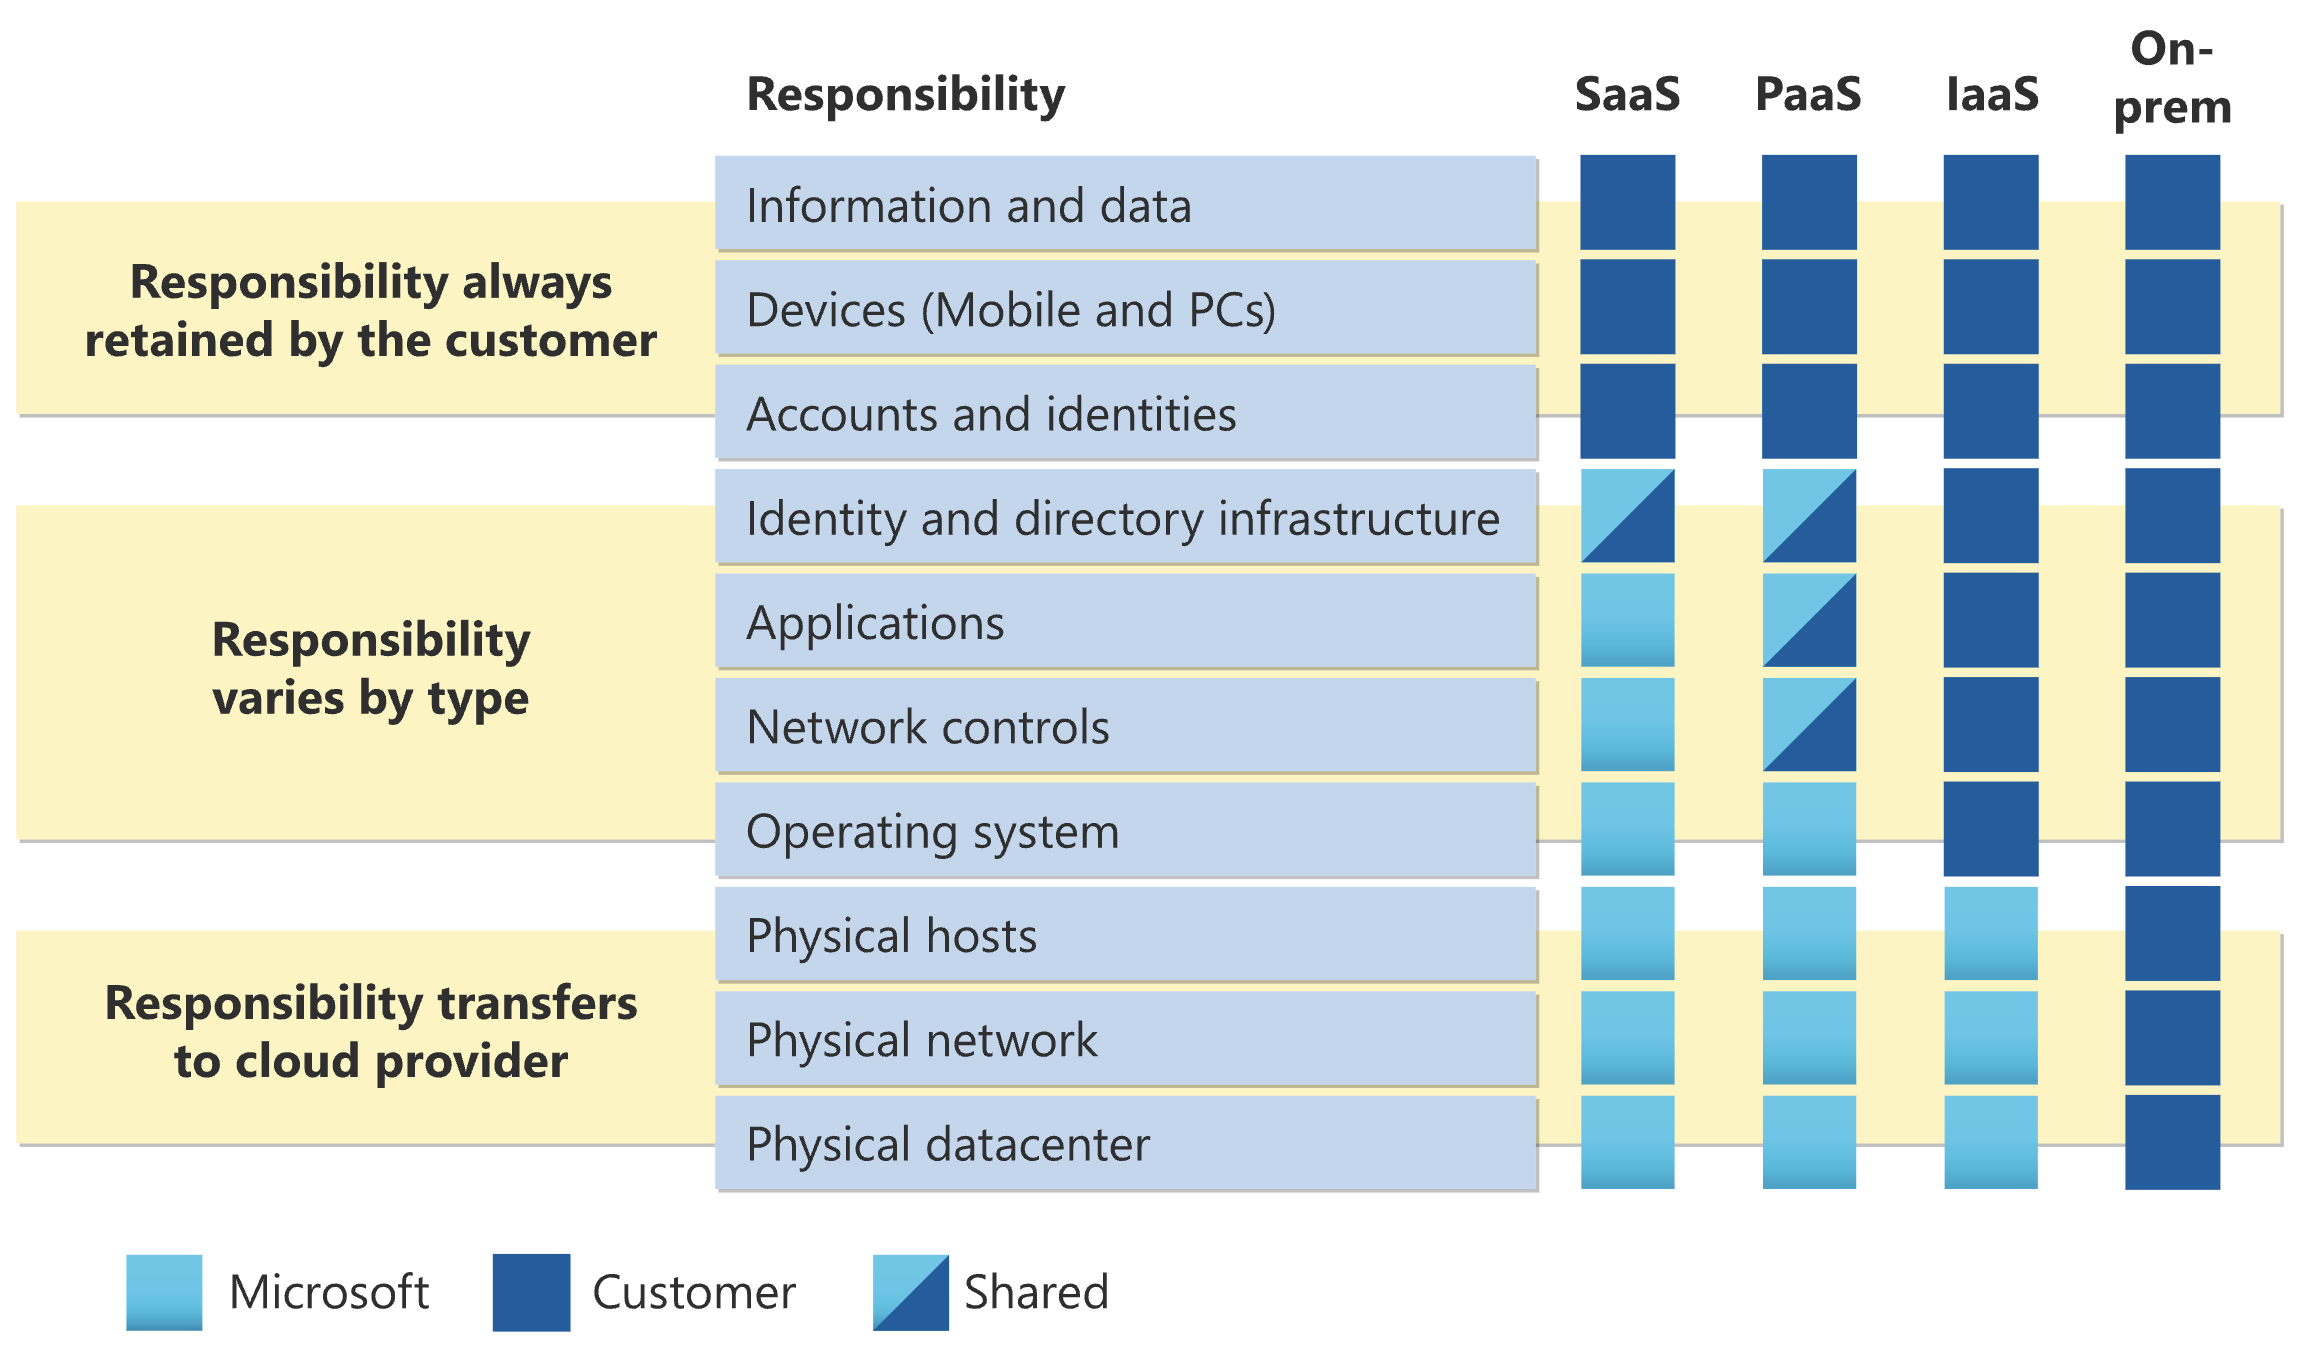 Responsibility
SaaS
PaaS
IaaS
On-
prem
Responsibility always
retained by the customer
Information and data
Devices (Mobile and PCs)
Accounts and identities
Responsibility
varies by type
Identity and directory infrastructure
Applications
Network controls
Operating system
Responsibility transfers
to cloud provider
Physical hosts
Physical network
Physical datacenter
Microsoft
Customer
Shared